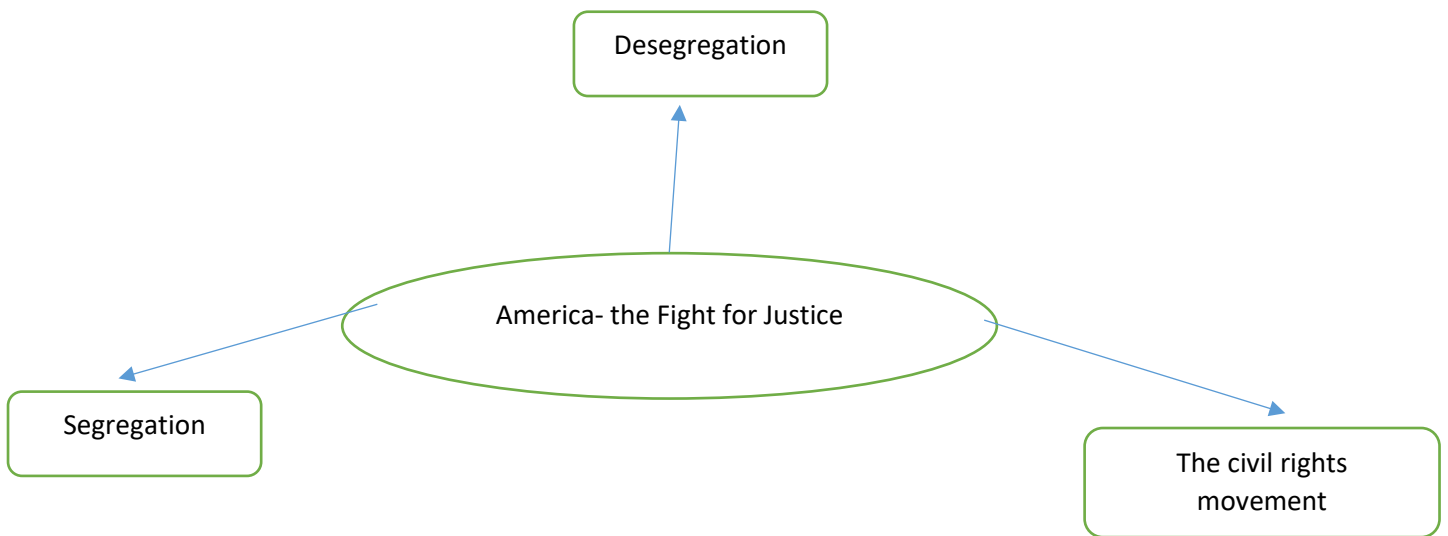 Desegregation
America- the Fight for Justice
Segregation
The civil rights
movement